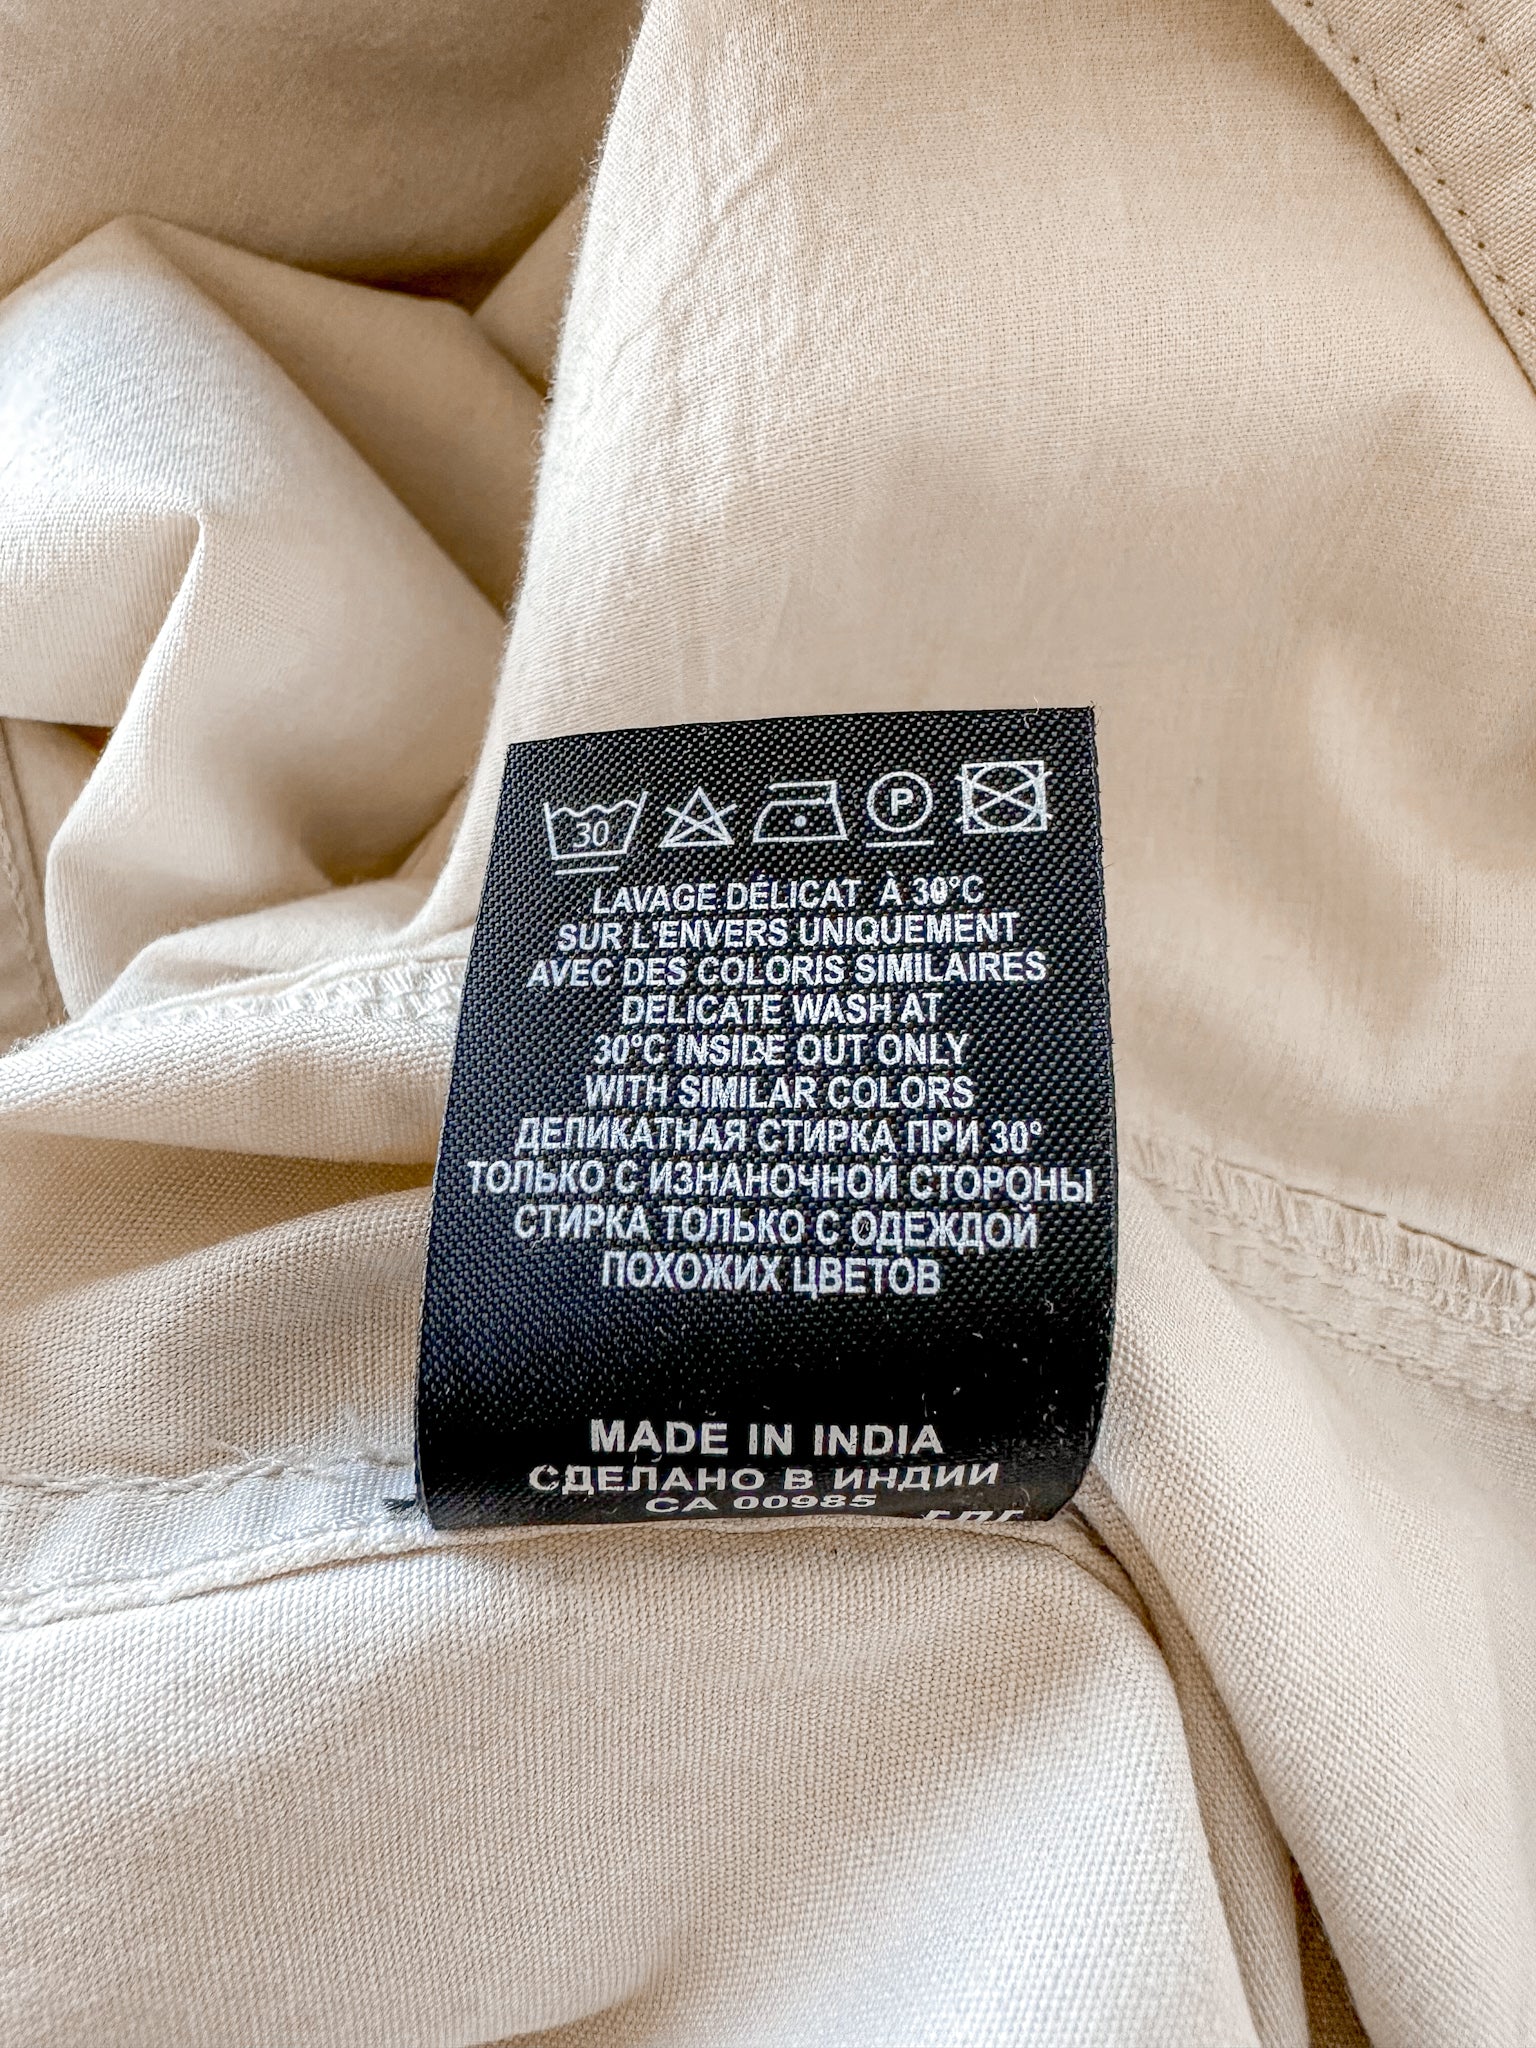 30 P
LAVAGE DÉLICAT À 30°C
SUR L'ENVERS UNIQUEMENT
AVEC DES COLORIS SIMILAIRES
DELICATE WASH AT
30°C INSIDE OUT ONLY
WITH SIMILAR COLORS
ДЕЛИКАТНАЯ СТИРКА ПРИ 30°
ТОЛЬКО С ИЗНАНОЧНОЙ СТОРОНЫ
СТИРКА ТОЛЬКО С ОДЕЖДОЙ
ПОХОЖИХ ЦВЕТОВ
MADE IN INDIA
СДЕЛАНО В ИНДИИ
CA 00985